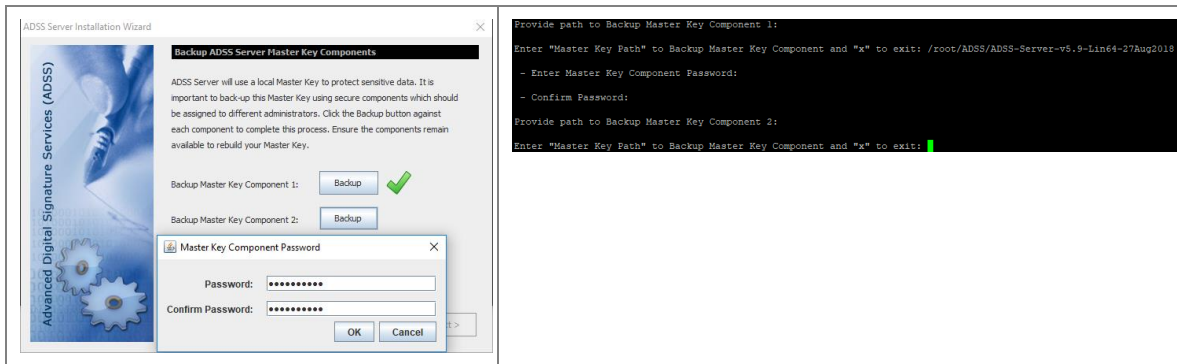 ADSS Server Installation Wizard
Advanced Digital Signature Services (ADSS)
Backup ADSS Server Master Key Components
ADSS Server will use a local Master Key to protect sensitive data. It is
important to back-up this Master Key using secure components which should
be assigned to different administrators. Click the Backup button against
each component to complete this process. Ensure the components remain
available to rebuild your Master Key.
Backup Master Key Component 1: Backup
Backup Master Key Component 2: Backup
Master Key Component Password
Password:
Confirm Password:
OK Cancel
Provide path to Backup Master Key Component 1:
Enter "Master Key Path" to Backup Master Key Component and "x" to exit: /root/ADSS/ADSS-Server-v5.9-Lin64-27Aug2018
- Enter Master Key Component Password:
- Confirm Password:
Provide path to Backup Master Key Component 2:
Enter "Master Key Path" to Backup Master Key Component and "x" to exit: